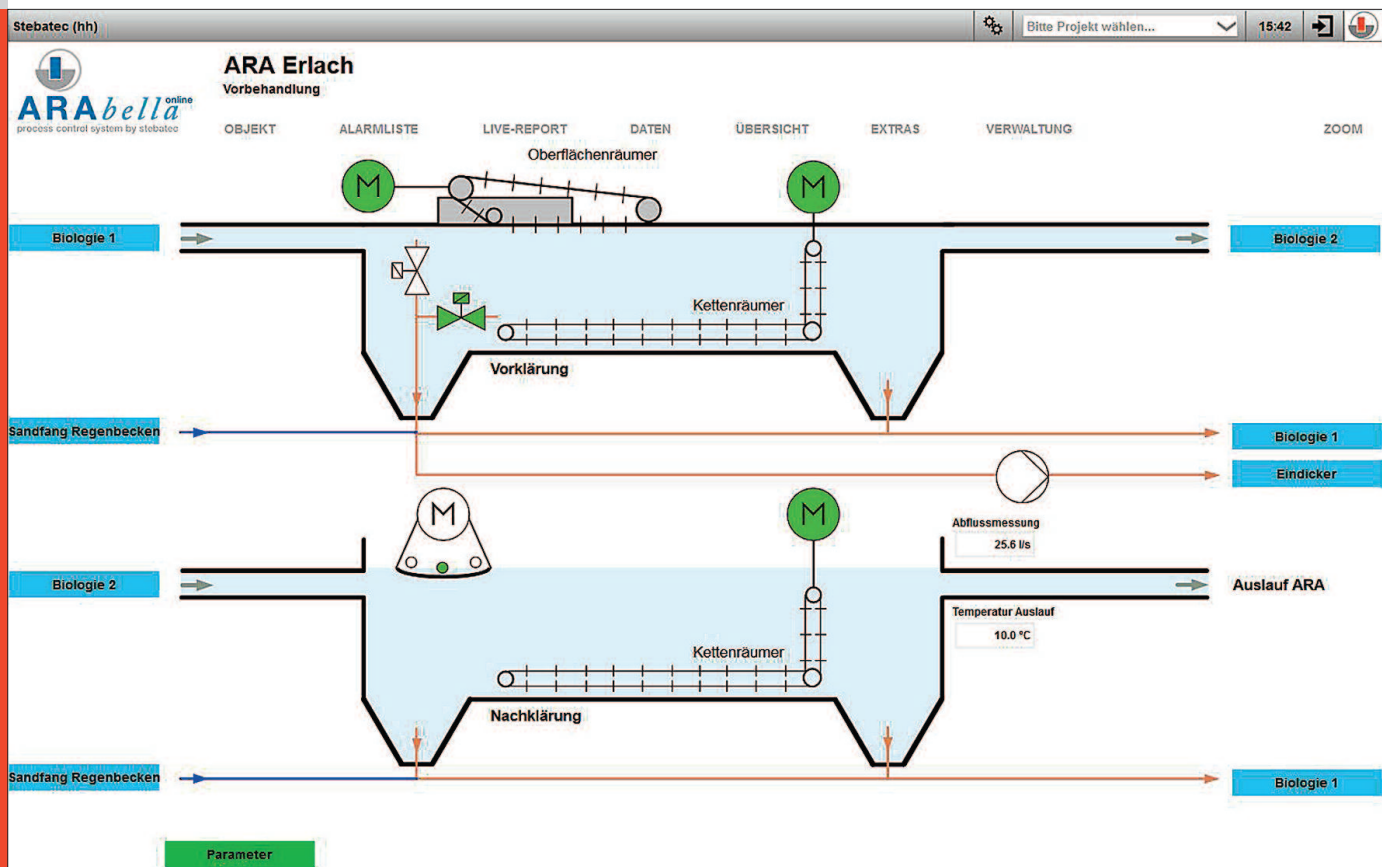 Stebatec (hh)
Bitte Projekt wählen...
15:42
ARAbella online
process control system by stebatec
ARA Erlach
Vorbehandlung
OBJEKT ALARMLISTE LIVE-REPORT DATEN ÜBERSICHT EXTRAS VERWALTUNG ZOOM
Oberflächenräumer
M M
Biologie 1
Biologie 2
Kettenräumer
Vorklärung
Sandfang Regenbecken
Biologie 1
Eindicker
M M
Abflussmessung
25.6 l/s
Biologie 2
Auslauf ARA
Temperatur Auslauf
10.0 °C
Kettenräumer
Nachklärung
Sandfang Regenbecken
Biologie 1
Parameter